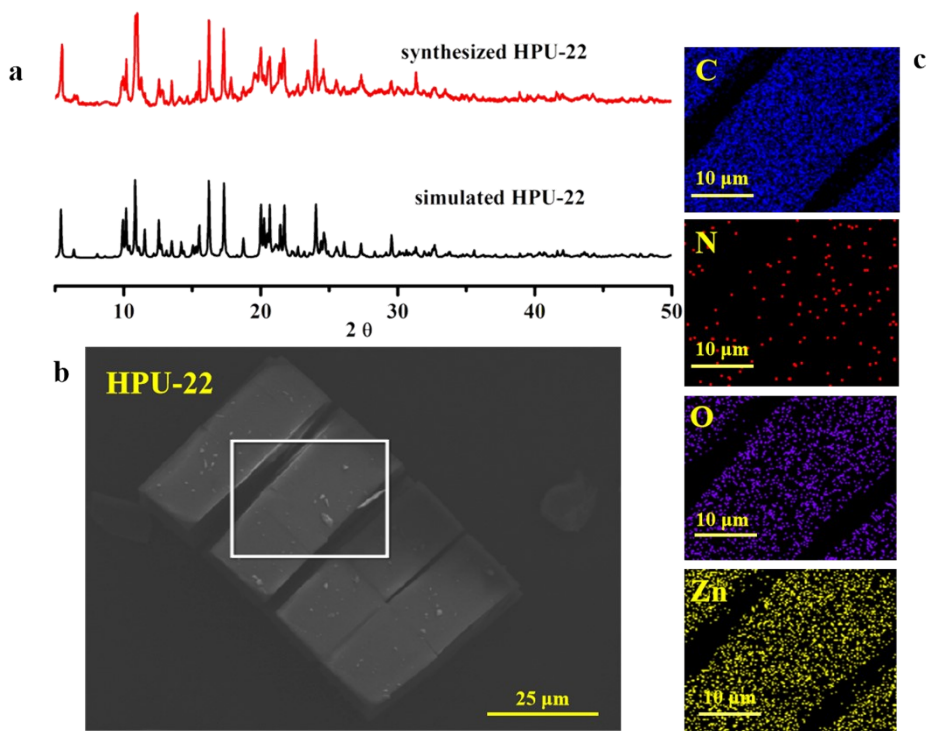 a
synthesized HPU-22
simulated HPU-22
10 20 30 40 50
2 θ
b
HPU-22
25 μm
c
C
10 μm
N
10 μm
O
10 μm
Zn
10 μm